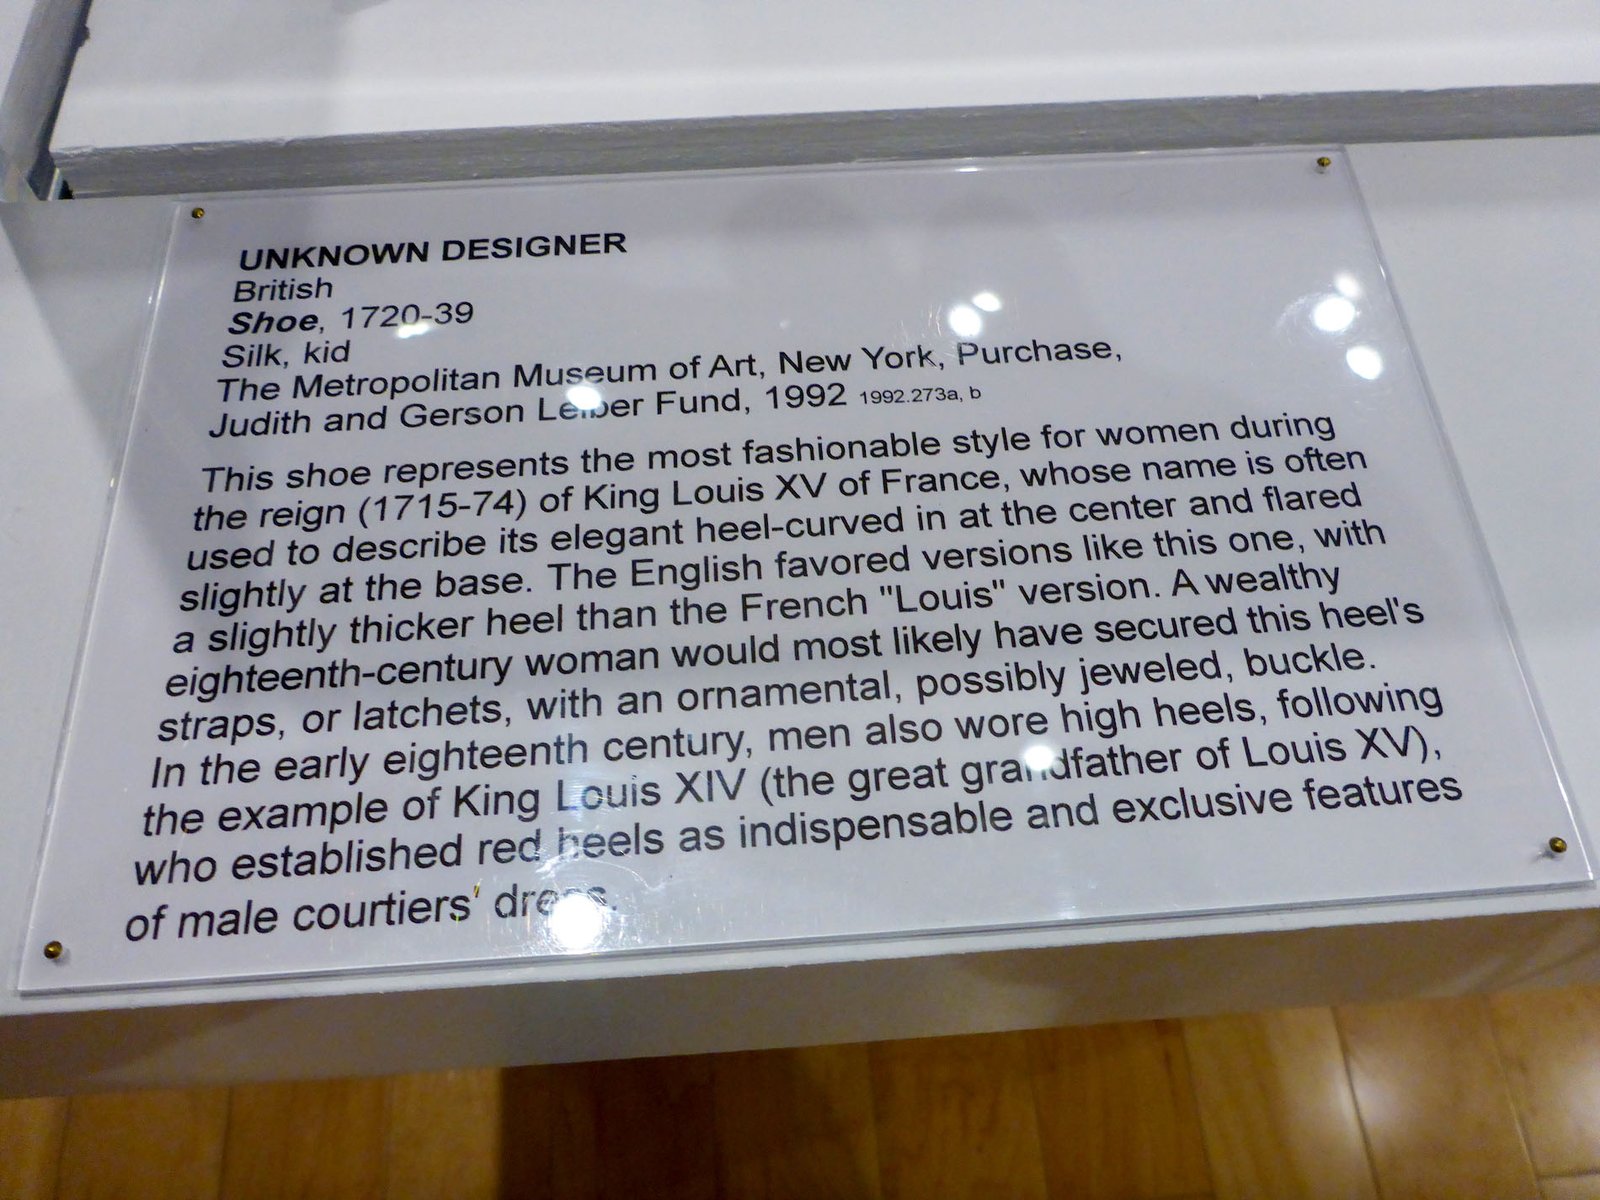 UNKNOWN DESIGNER
British
Shoe, 1720-39
Silk, kid
The Metropolitan Museum of Art, New York, Purchase,
Judith and Gerson Leiber Fund, 1992 1992.273a, b
This shoe represents the most fashionable style for women during
the reign (1715-74) of King Louis XV of France, whose name is often
used to describe its elegant heel-curved in at the center and flared
slightly at the base. The English favored versions like this one, with
a slightly thicker heel than the French "Louis" version. A wealthy
eighteenth-century woman would most likely have secured this heel's
straps, or latchets, with an ornamental, possibly jeweled, buckle.
In the early eighteenth century, men also wore high heels, following
the example of King Louis XIV (the great grandfather of Louis XV),
who established red heels as indispensable and exclusive features
of male courtiers' dress.